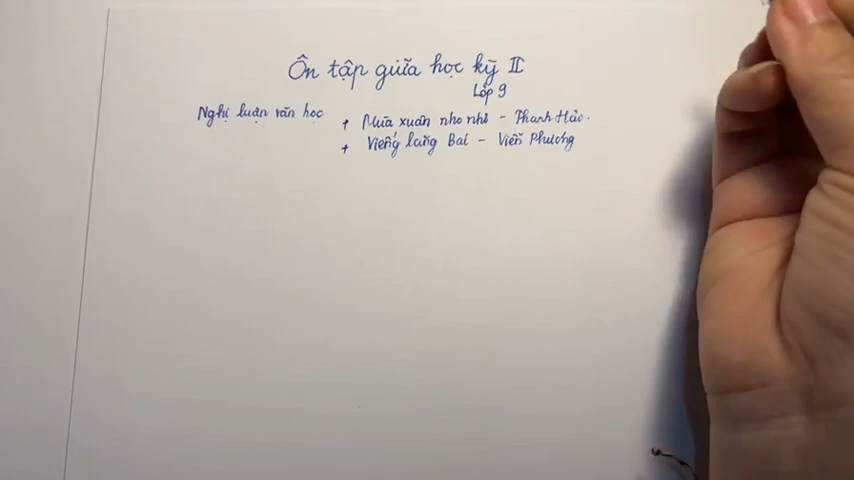 Ôn tập giữa học kỳ II
Lớp 9
Nghị luận văn học
+ Mùa xuân nho nhỏ - Thanh Hải.
+ Viếng lăng Bác - Viễn Phương